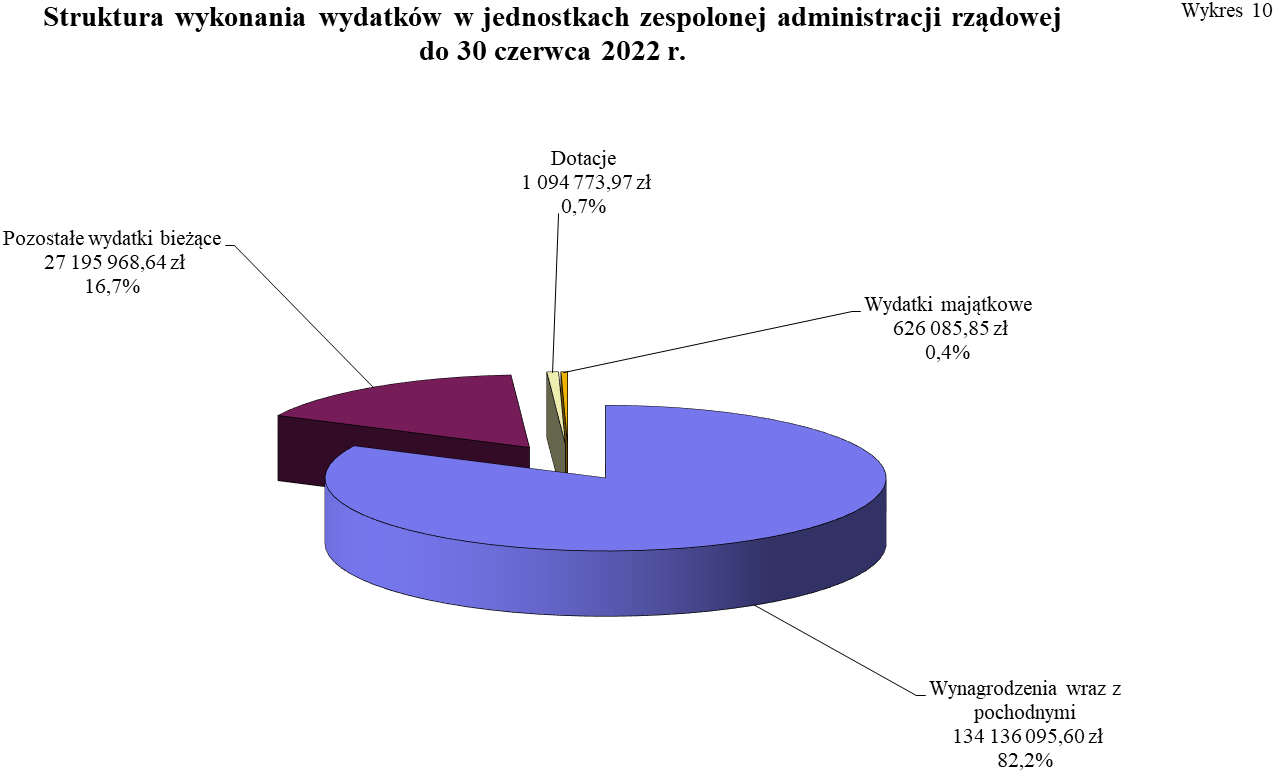 Struktura wykonania wydatków w jednostkach zespolonej administracji rządowej
do 30 czerwca 2022 r.
Wykres 10
Dotacje
1 094 773,97 zł
0,7%
Pozostałe wydatki bieżące
27 195 968,64 zł
16,7%
Wydatki majątkowe
626 085,85 zł
0,4%
Wynagrodzenia wraz z
pochodnymi
134 136 095,60 zł
82,2%